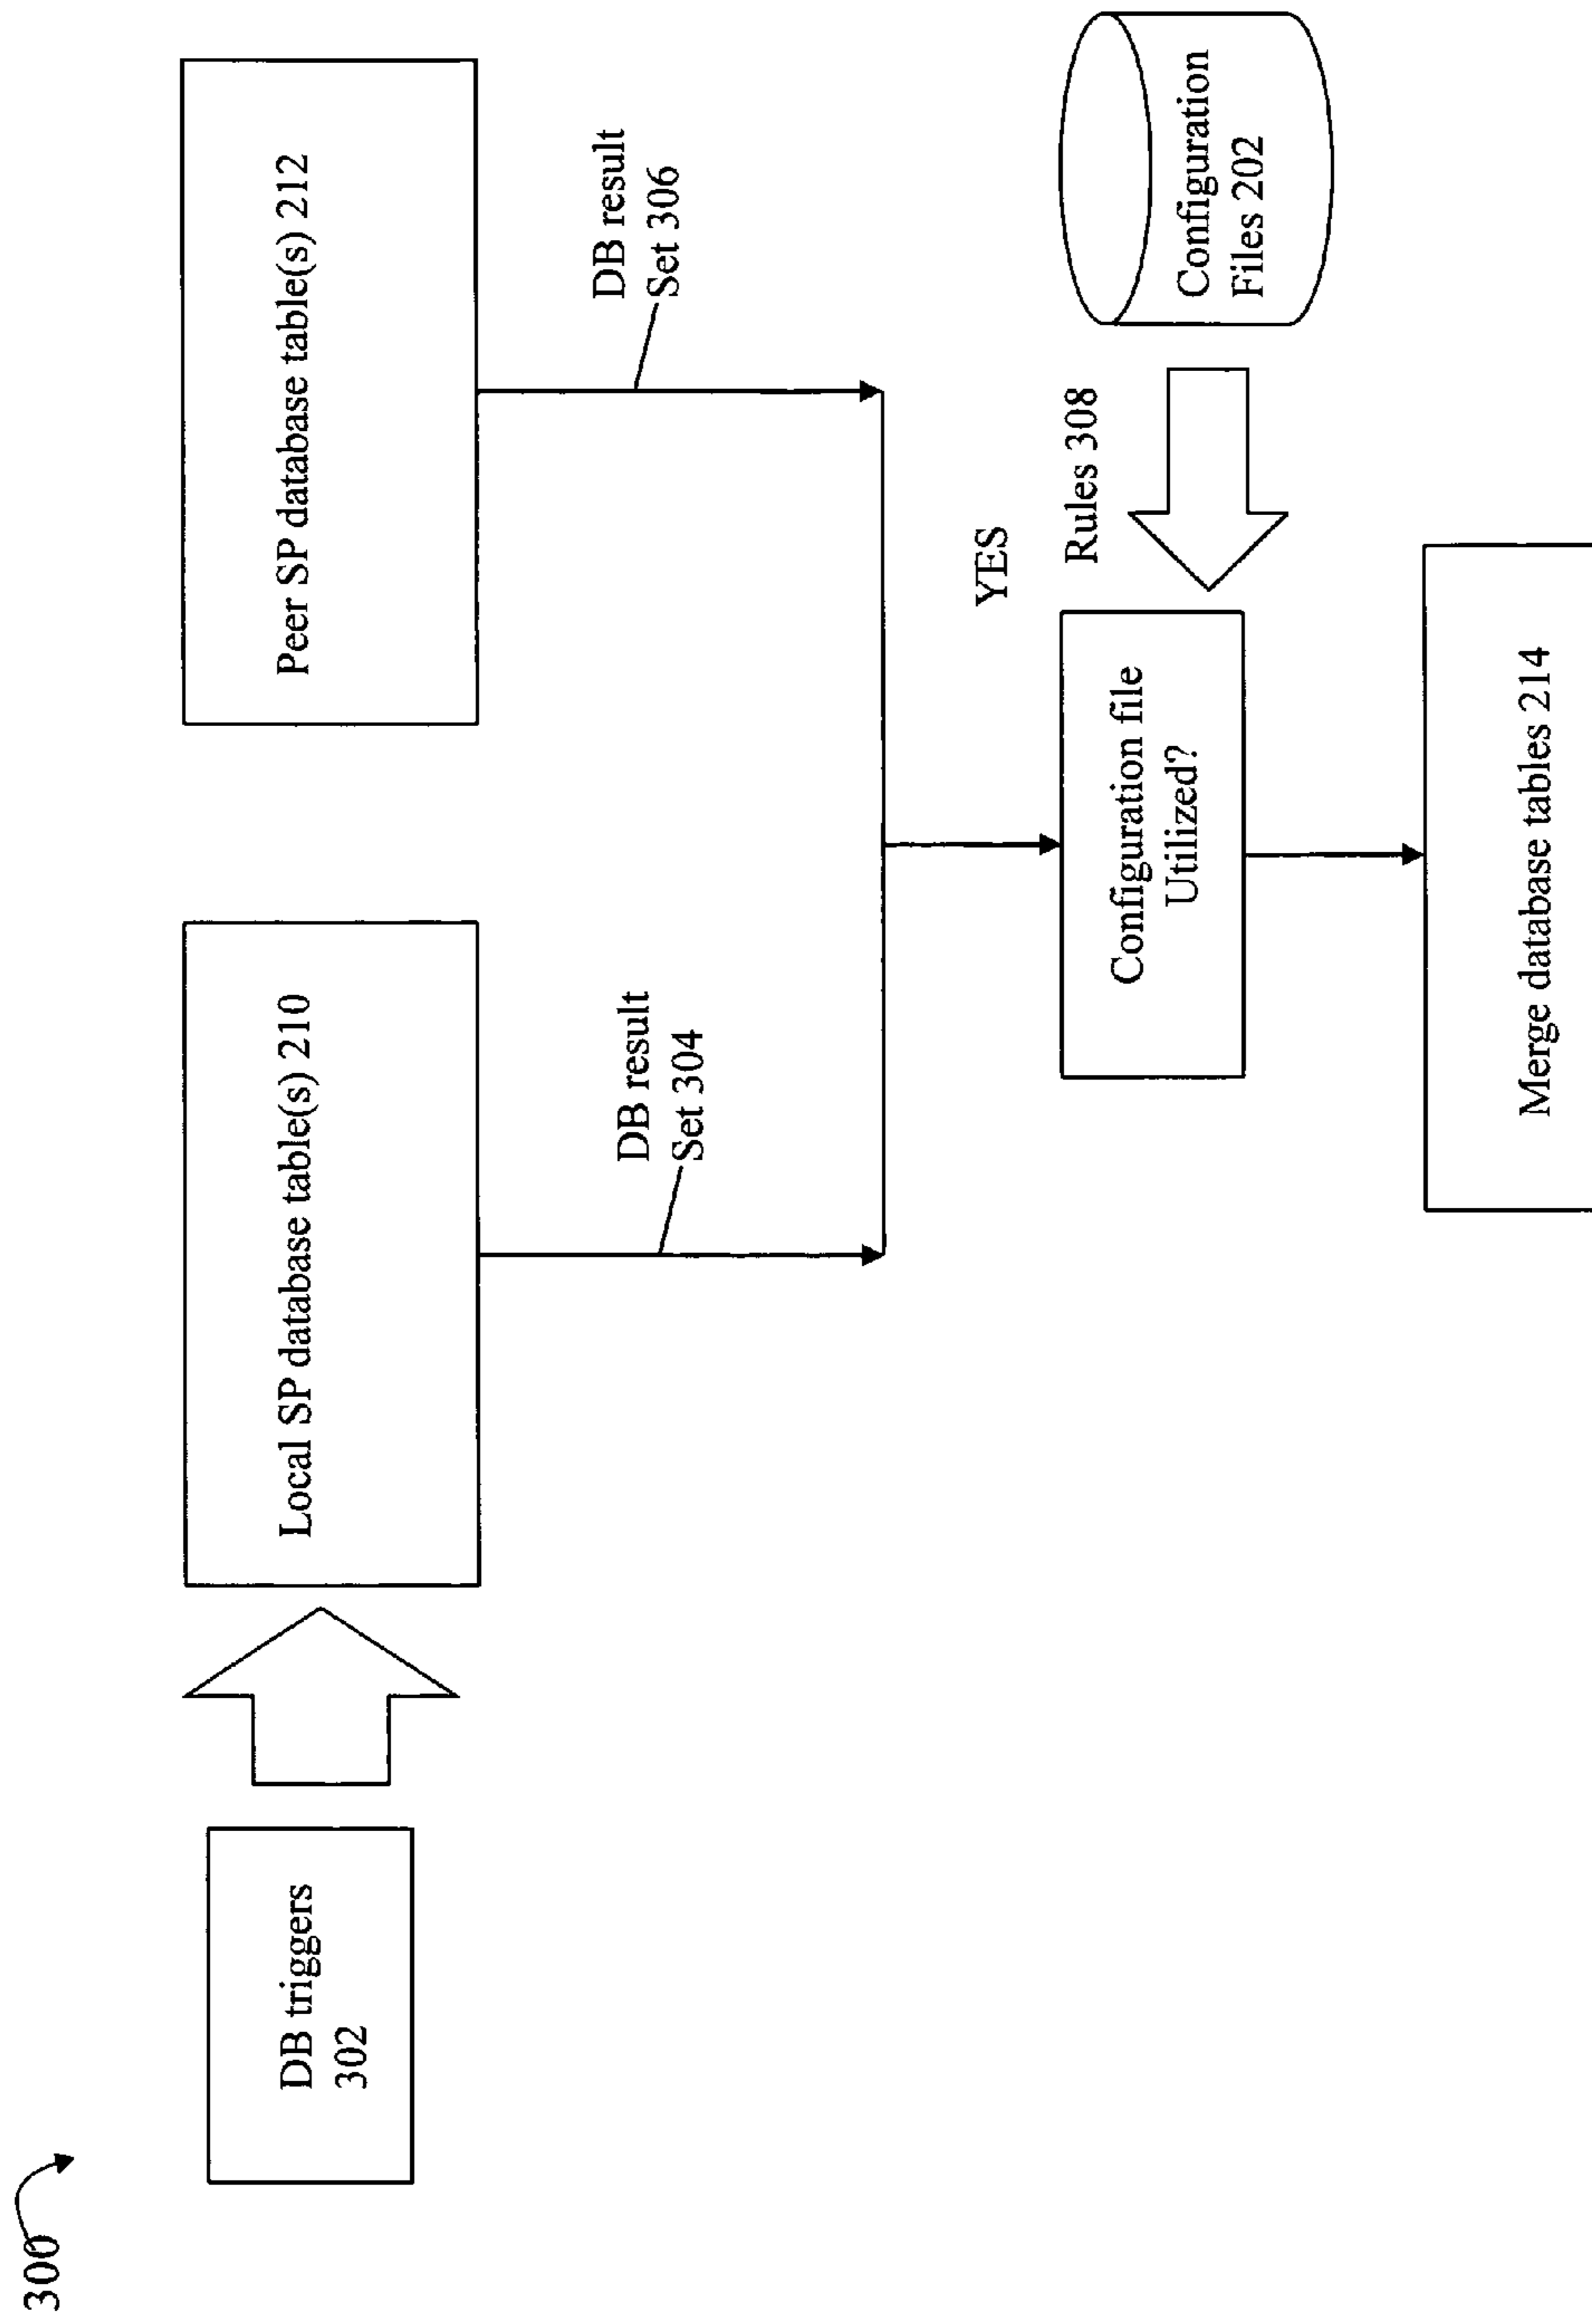 300
DB triggers
302
Local SP database table(s) 210
Peer SP database table(s) 212
DB result
Set 304
DB result
Set 306
YES
Rules 308
Configuration file
Utilized?
Configuration
Files 202
Merge database tables 214